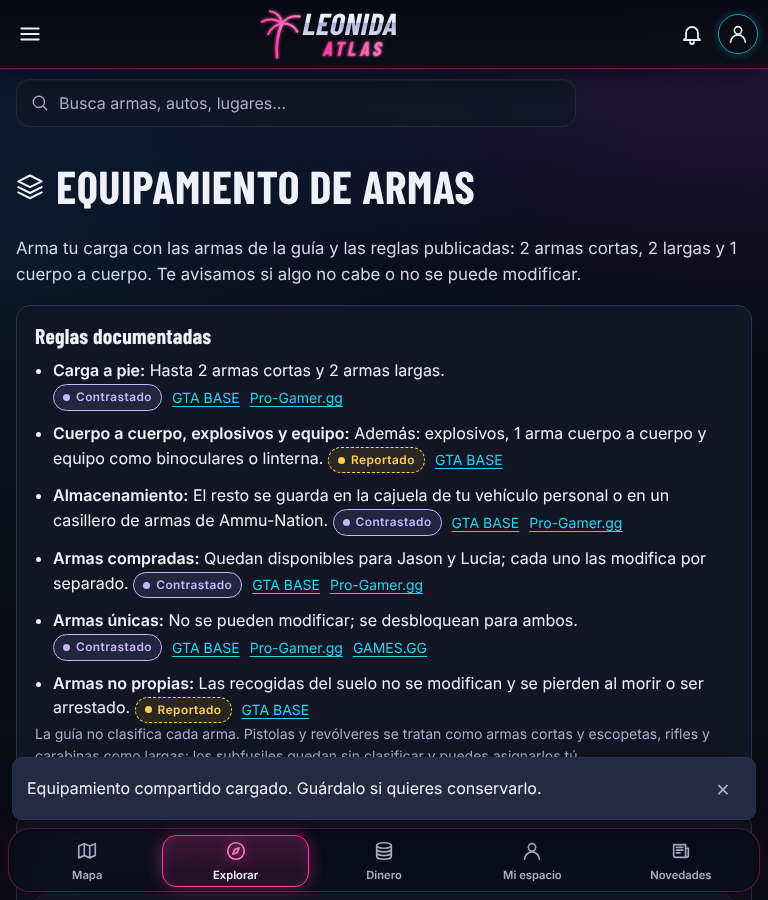 LEONIDA
ATLAS
Busca armas, autos, lugares...
EQUIPAMIENTO DE ARMAS
Arma tu carga con las armas de la guía y las reglas publicadas: 2 armas cortas, 2 largas y 1
cuerpo a cuerpo. Te avisamos si algo no cabe o no se puede modificar.
Reglas documentadas
• Carga a pie: Hasta 2 armas cortas y 2 armas largas.
Contrastado GTA BASE Pro-Gamer.gg
• Cuerpo a cuerpo, explosivos y equipo: Además: explosivos, 1 arma cuerpo a cuerpo y
equipo como binoculares o linterna. Reportado GTA BASE
• Almacenamiento: El resto se guarda en la cajuela de tu vehículo personal o en un
casillero de armas de Ammu-Nation. Contrastado GTA BASE Pro-Gamer.gg
• Armas compradas: Quedan disponibles para Jason y Lucia; cada uno las modifica por
separado. Contrastado GTA BASE Pro-Gamer.gg
• Armas únicas: No se pueden modificar; se desbloquean para ambos.
Contrastado GTA BASE Pro-Gamer.gg GAMES.GG
• Armas no propias: Las recogidas del suelo no se modifican y se pierden al morir o ser
arrestado. Reportado GTA BASE
La guía no clasifica cada arma. Pistolas y revólveres se tratan como armas cortas y escopetas, rifles y
carabinas como largas; los subfusiles quedan sin clasificar y puedes asignarlos tú.
Equipamiento compartido cargado. Guárdalo si quieres conservarlo.
Mapa Explorar Dinero Mi espacio Novedades